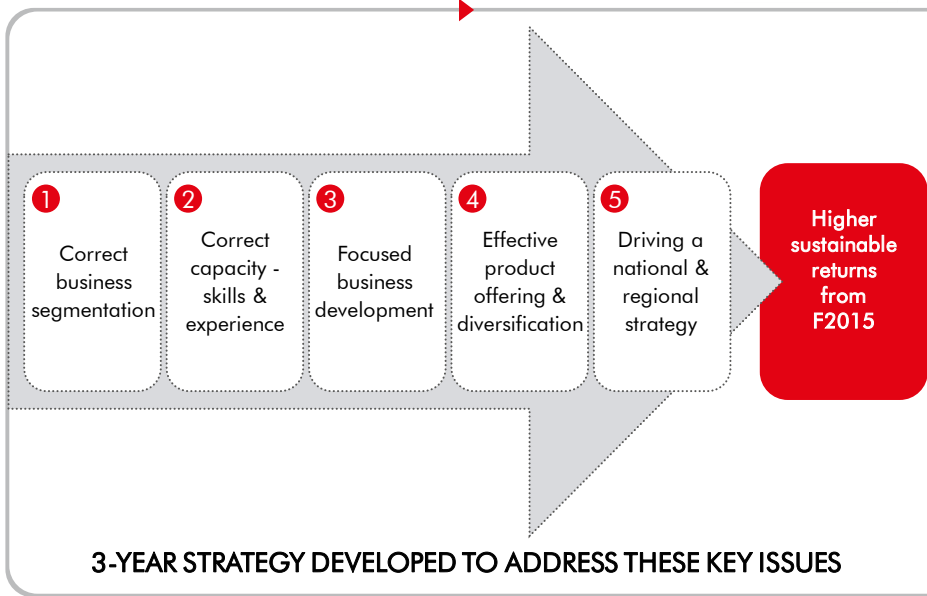 1
Correct
business
segmentation
2
Correct
capacity -
skills &
experience
3
Focused
business
development
4
Effective
product
offering &
diversification
5
Driving a
national &
regional
strategy
Higher
sustainable
returns
from
F2015
3-YEAR STRATEGY DEVELOPED TO ADDRESS THESE KEY ISSUES